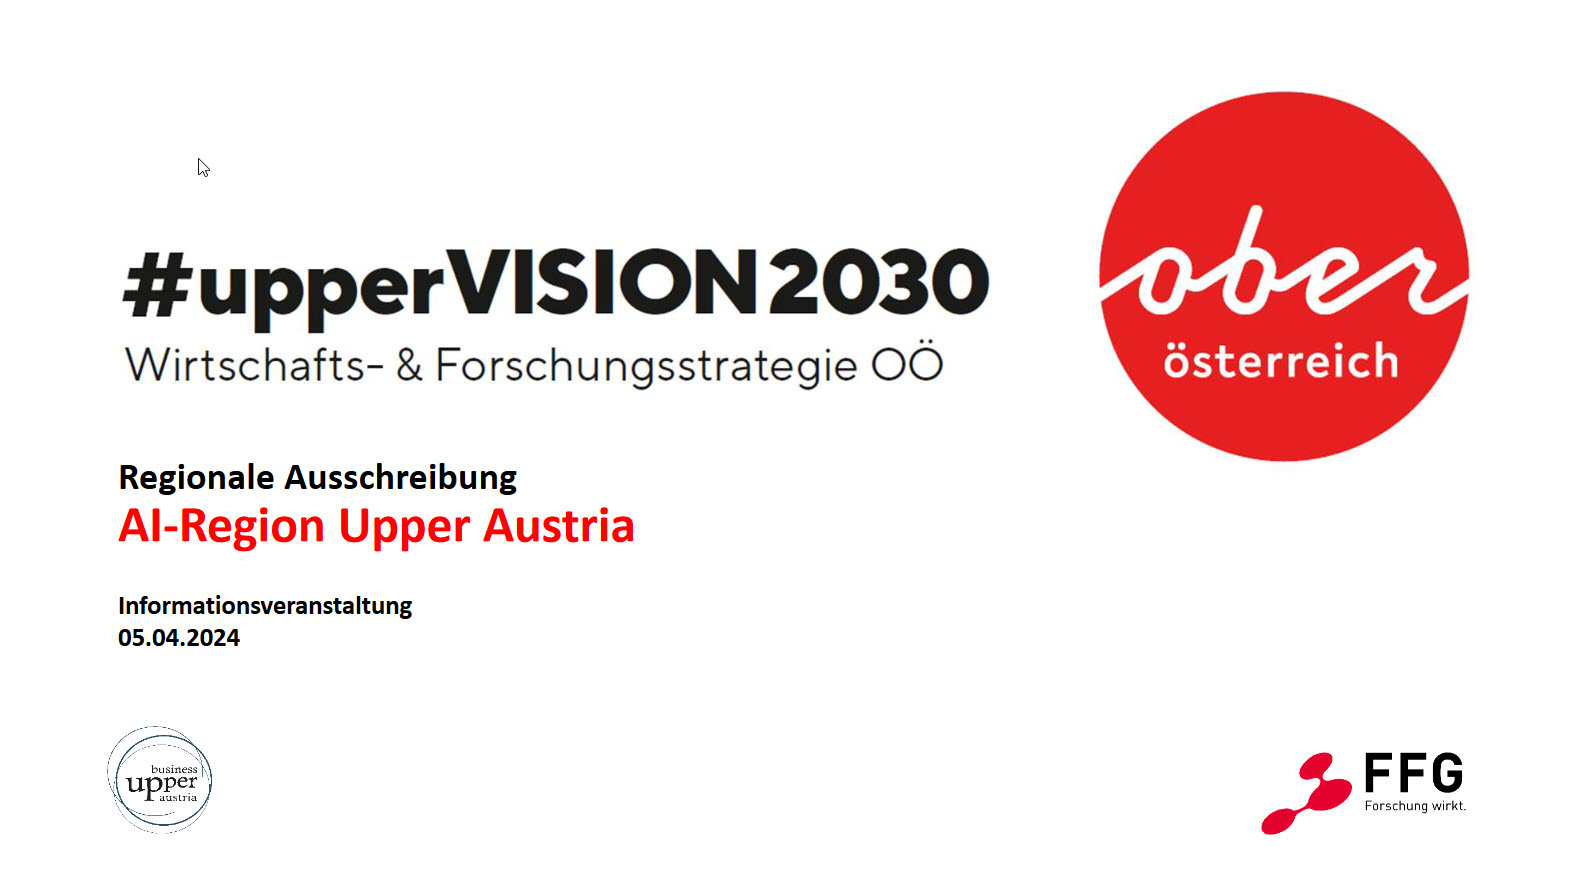 #upperVISION2030
Wirtschafts- & Forschungsstrategie OÖ
ober
österreich
Regionale Ausschreibung
AI-Region Upper Austria
Informationsveranstaltung
05.04.2024
business
upper
austria
FFG
Forschung wirkt.